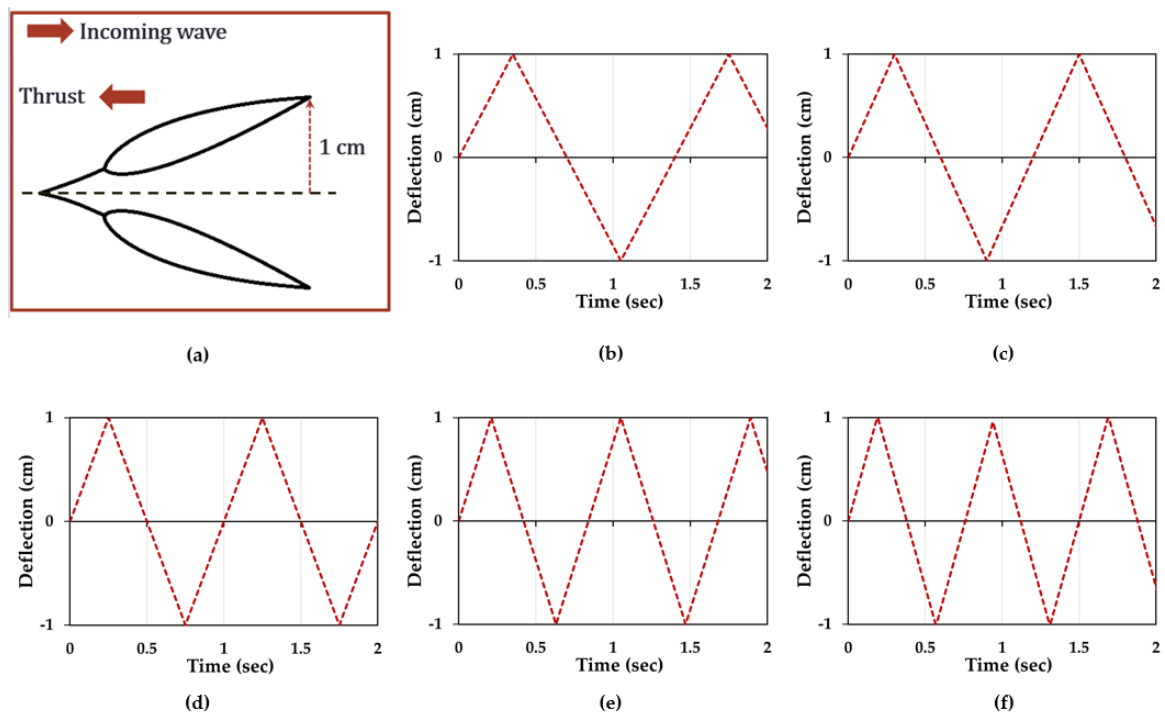 Incoming wave
Thrust
1 cm
(a)
Deflection (cm)
1
0
-1
0 0.5 1 1.5 2
Time (sec)
(b)
Deflection (cm)
1
0
-1
0 0.5 1 1.5 2
Time (sec)
(c)
Deflection (cm)
1
0
-1
0 0.5 1 1.5 2
Time (sec)
(d)
Deflection (cm)
1
0
-1
0 0.5 1 1.5 2
Time (sec)
(e)
Deflection (cm)
1
0
-1
0 0.5 1 1.5 2
Time (sec)
(f)